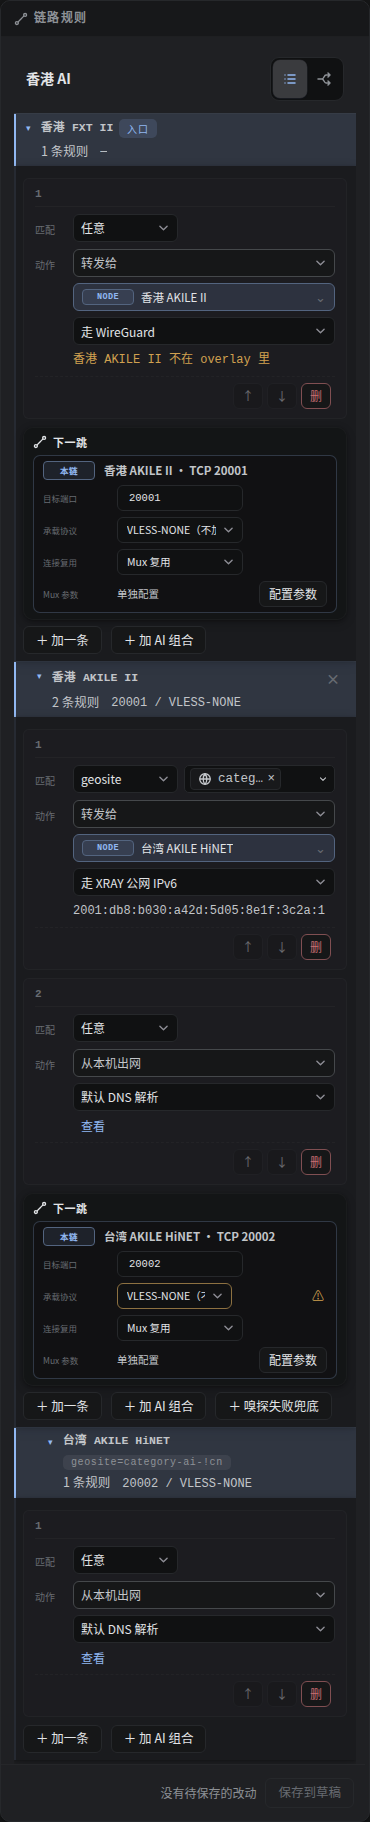 链路规则
香港 AI
香港 FXT II 入口
1 条规则 –
1
匹配 任意
动作 转发给
NODE 香港 AKILE II
走 WireGuard
香港 AKILE II 不在 overlay 里
↑ ↓ 删
下一跳
本链 香港 AKILE II • TCP 20001
目标端口 20001
承载协议 VLESS-NONE（不加
连接复用 Mux 复用
Mux 参数 单独配置 配置参数
＋ 加一条 ＋ 加 AI 组合
香港 AKILE II ×
2 条规则 20001 / VLESS-NONE
1
匹配 geosite categ… ×
动作 转发给
NODE 台湾 AKILE HiNET
走 XRAY 公网 IPv6
2001:db8:b030:a42d:5d05:8e1f:3c2a:1
↑ ↓ 删
2
匹配 任意
动作 从本机出网
默认 DNS 解析
查看
↑ ↓ 删
下一跳
本链 台湾 AKILE HiNET • TCP 20002
目标端口 20002
承载协议 VLESS-NONE（
连接复用 Mux 复用
Mux 参数 单独配置 配置参数
＋ 加一条 ＋ 加 AI 组合 ＋ 嗅探失败兜底
台湾 AKILE HiNET
geosite=category-ai-!cn
1 条规则 20002 / VLESS-NONE
1
匹配 任意
动作 从本机出网
默认 DNS 解析
查看
↑ ↓ 删
＋ 加一条 ＋ 加 AI 组合
没有待保存的改动 保存到草稿